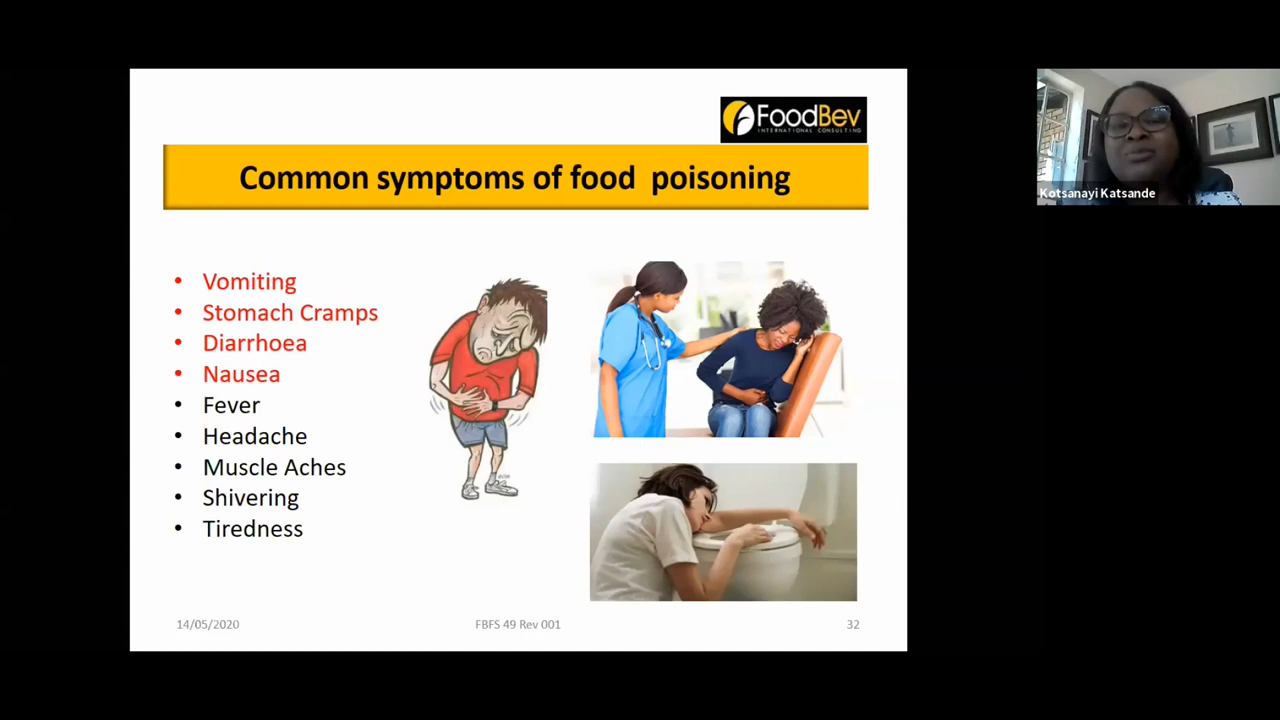 FoodBev
INTERNATIONAL CONSULTING
Common symptoms of food poisoning
• Vomiting
• Stomach Cramps
• Diarrhoea
• Nausea
• Fever
• Headache
• Muscle Aches
• Shivering
• Tiredness
14/05/2020
FBFS 49 Rev 001
32
Kotsanayi Katsande